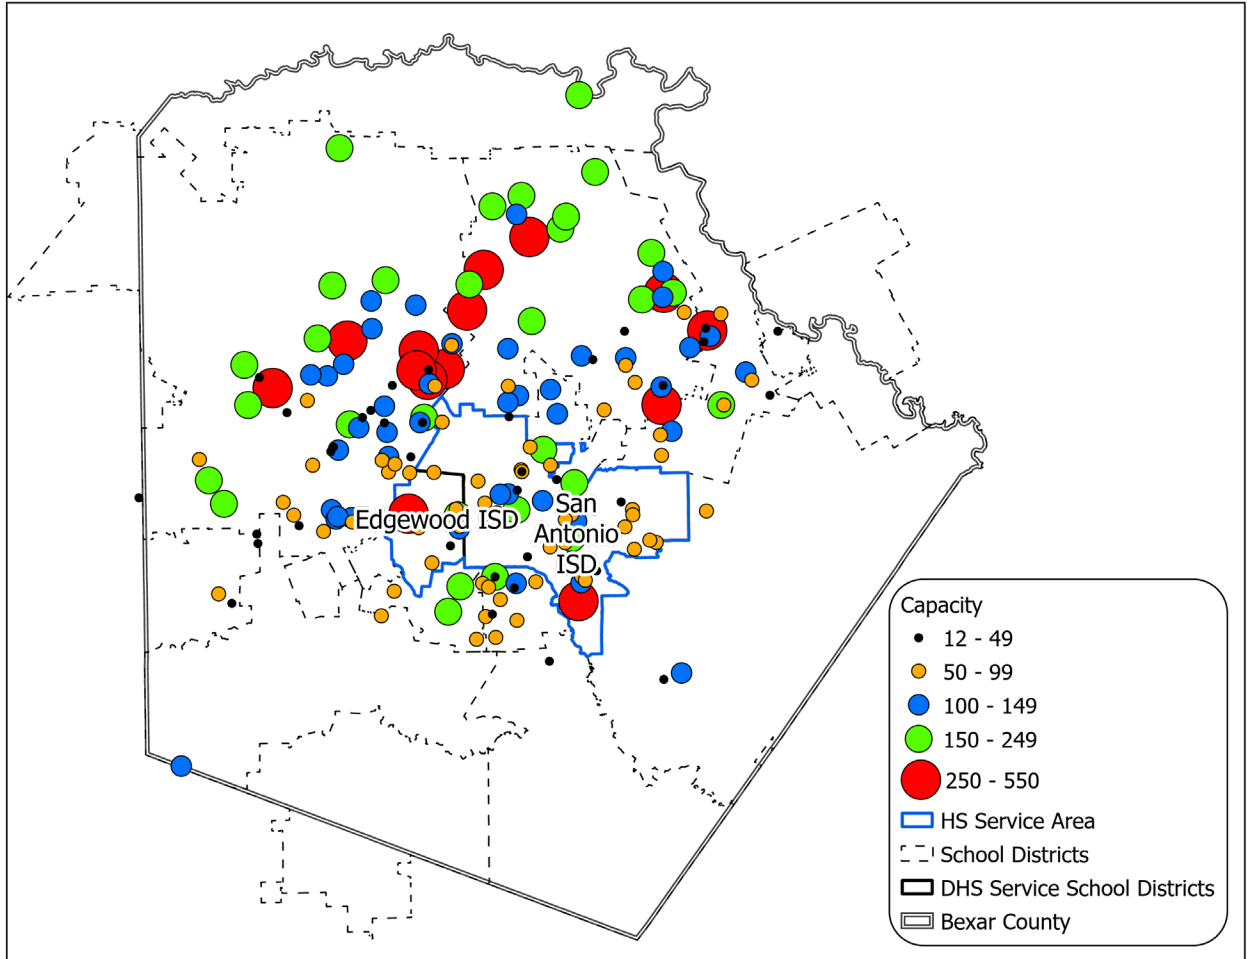 Edgewood ISD
San
Antonio
ISD
Capacity
12 - 49
50 - 99
100 - 149
150 - 249
250 - 550
HS Service Area
School Districts
DHS Service School Districts
Bexar County